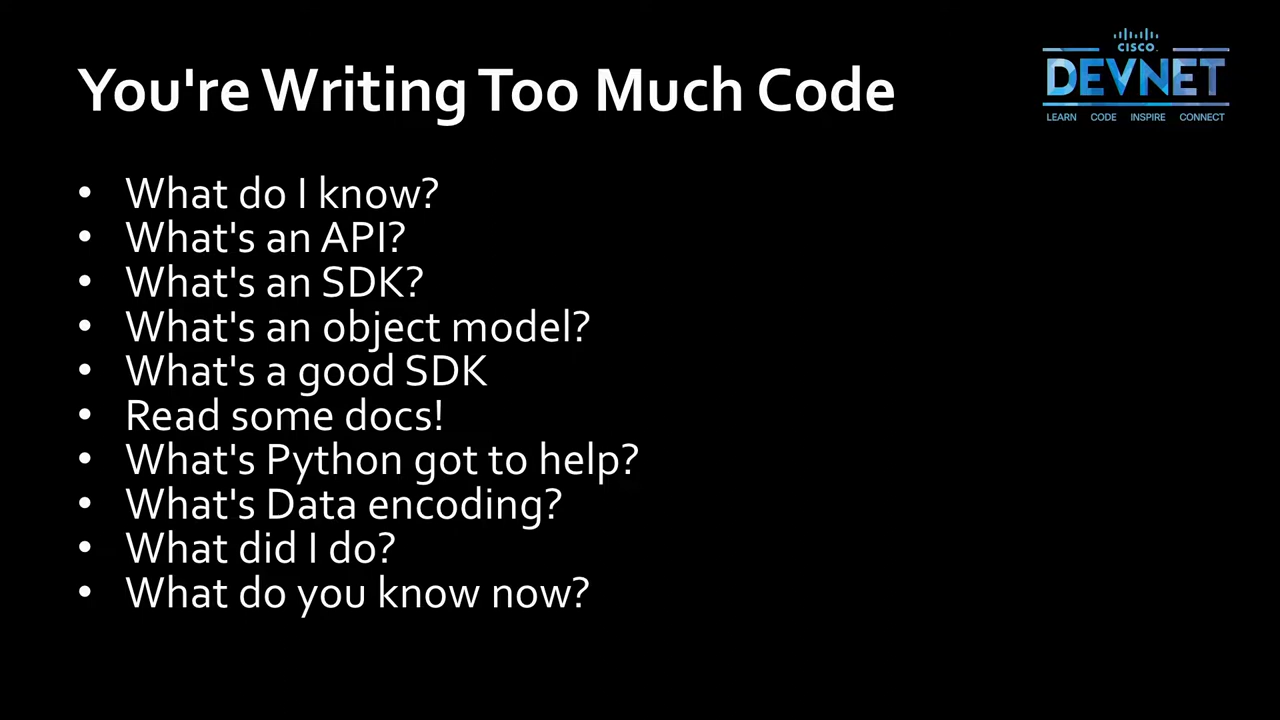 You're Writing Too Much Code
CISCO
DEVNET
LEARN CODE INSPIRE CONNECT
• What do I know?
• What's an API?
• What's an SDK?
• What's an object model?
• What's a good SDK
• Read some docs!
• What's Python got to help?
• What's Data encoding?
• What did I do?
• What do you know now?